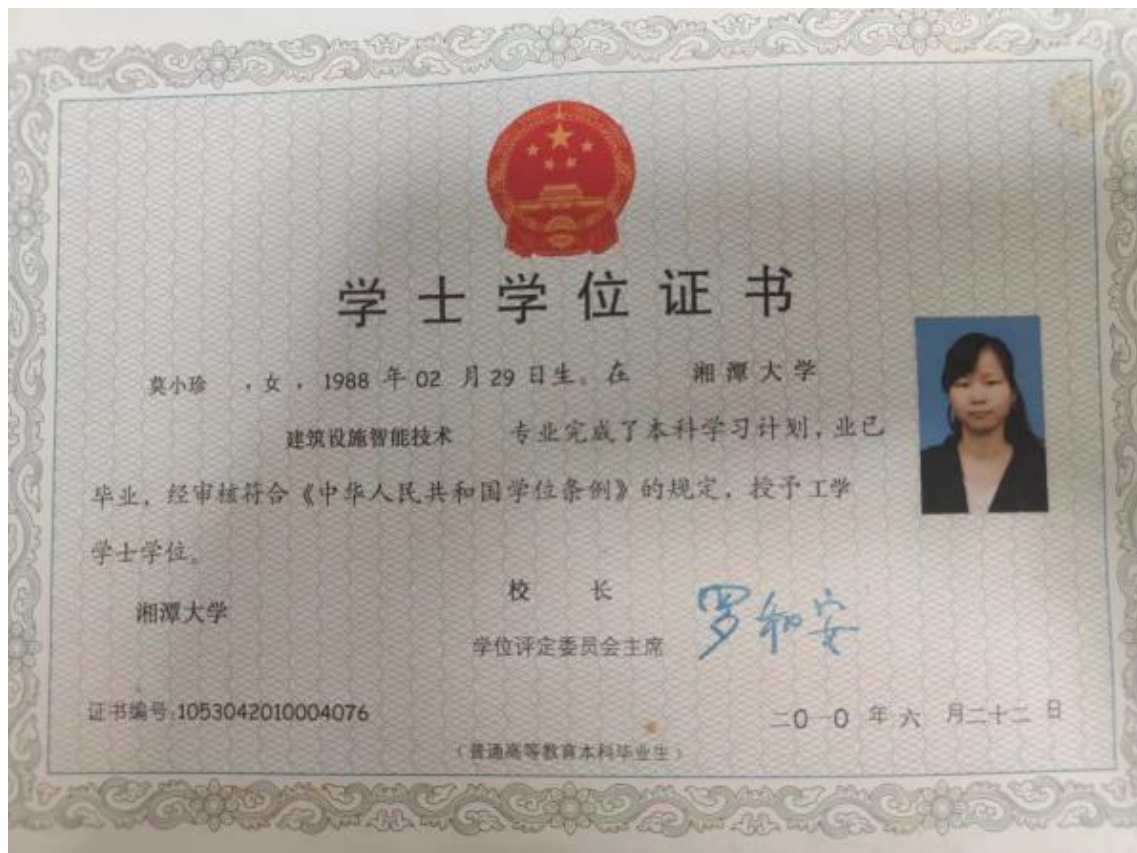 学士学位证书
莫小珍 ，女，1988 年 02 月 29 日生。在 湘潭大学
建筑设施智能技术 专业完成了本科学习计划，业已
毕业，经审核符合《中华人民共和国学位条例》的规定，授予 工学
学士学位。
湘潭大学
校 长
学位评定委员会主席
罗和安
证书编号:1053042010004076
二0一0 年 六 月二十二 日
（普通高等教育本科毕业生）